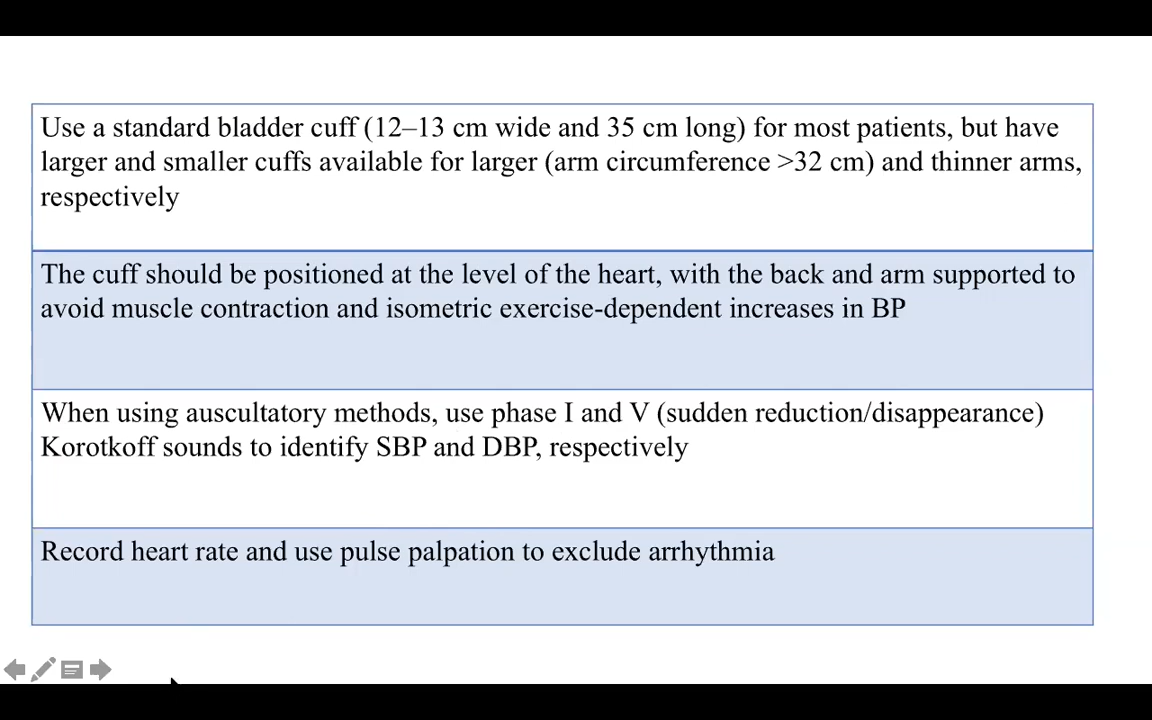 Use a standard bladder cuff (12–13 cm wide and 35 cm long) for most patients, but have
larger and smaller cuffs available for larger (arm circumference >32 cm) and thinner arms,
respectively
The cuff should be positioned at the level of the heart, with the back and arm supported to
avoid muscle contraction and isometric exercise-dependent increases in BP
When using auscultatory methods, use phase I and V (sudden reduction/disappearance)
Korotkoff sounds to identify SBP and DBP, respectively
Record heart rate and use pulse palpation to exclude arrhythmia